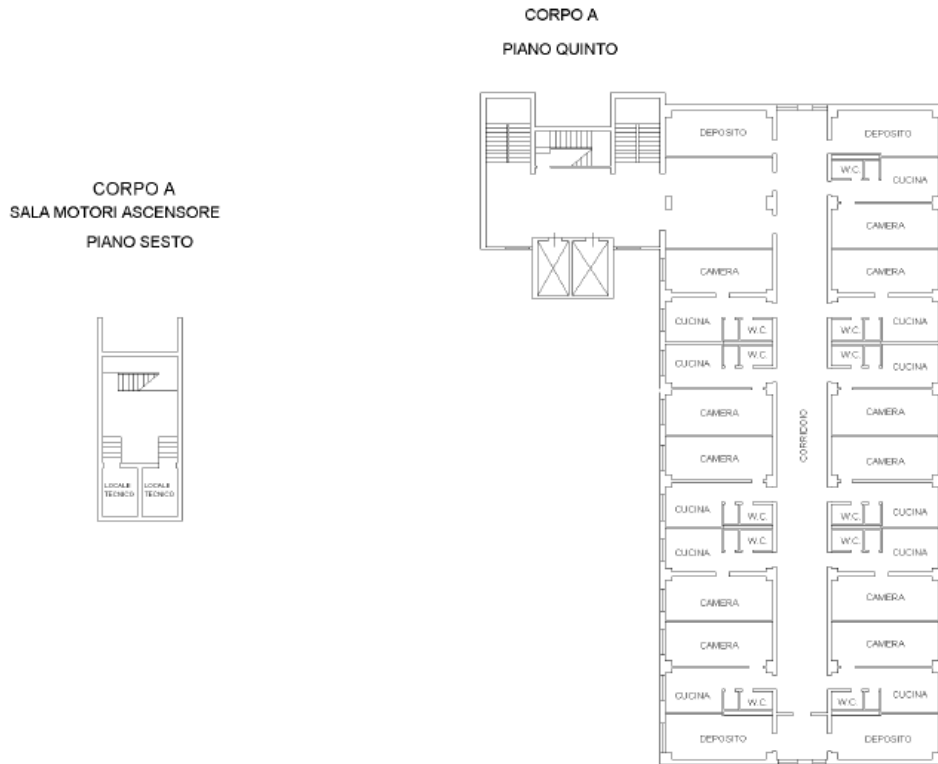 CORPO A
PIANO QUINTO
CORPO A
SALA MOTORI ASCENSORE
PIANO SESTO
LOCALE
TECNICO
LOCALE
TECNICO
DEPOSITO
DEPOSITO
W.C.
CUCINA
CAMERA
CAMERA
CAMERA
CUCINA
W.C.
W.C.
CUCINA
CUCINA
W.C.
W.C.
CUCINA
CAMERA
CORRIDOIO
CAMERA
CAMERA
CAMERA
CUCINA
W.C.
W.C.
CUCINA
CUCINA
W.C.
W.C.
CUCINA
CAMERA
CAMERA
CAMERA
CAMERA
CUCINA
W.C.
W.C.
CUCINA
DEPOSITO
DEPOSITO